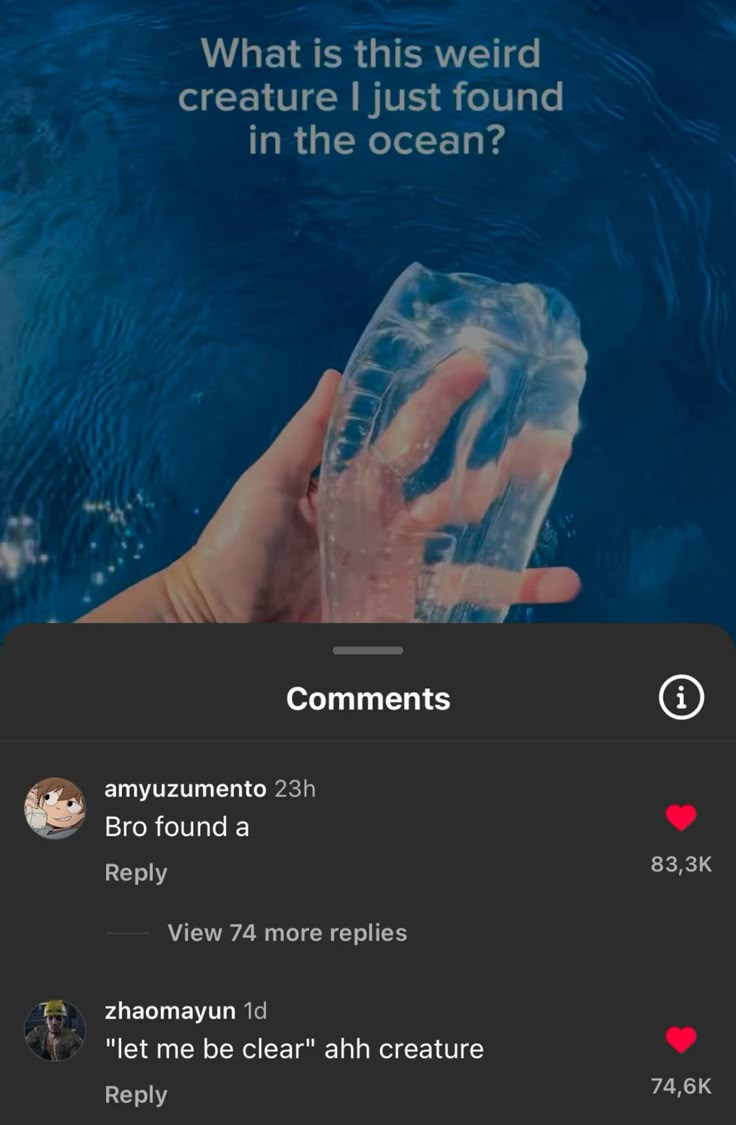 What is this weird
creature I just found
in the ocean?
Comments
amyuzumento 23h
Bro found a
83,3K
Reply
View 74 more replies
zhaomayun 1d
"let me be clear" ahh creature
74,6K
Reply